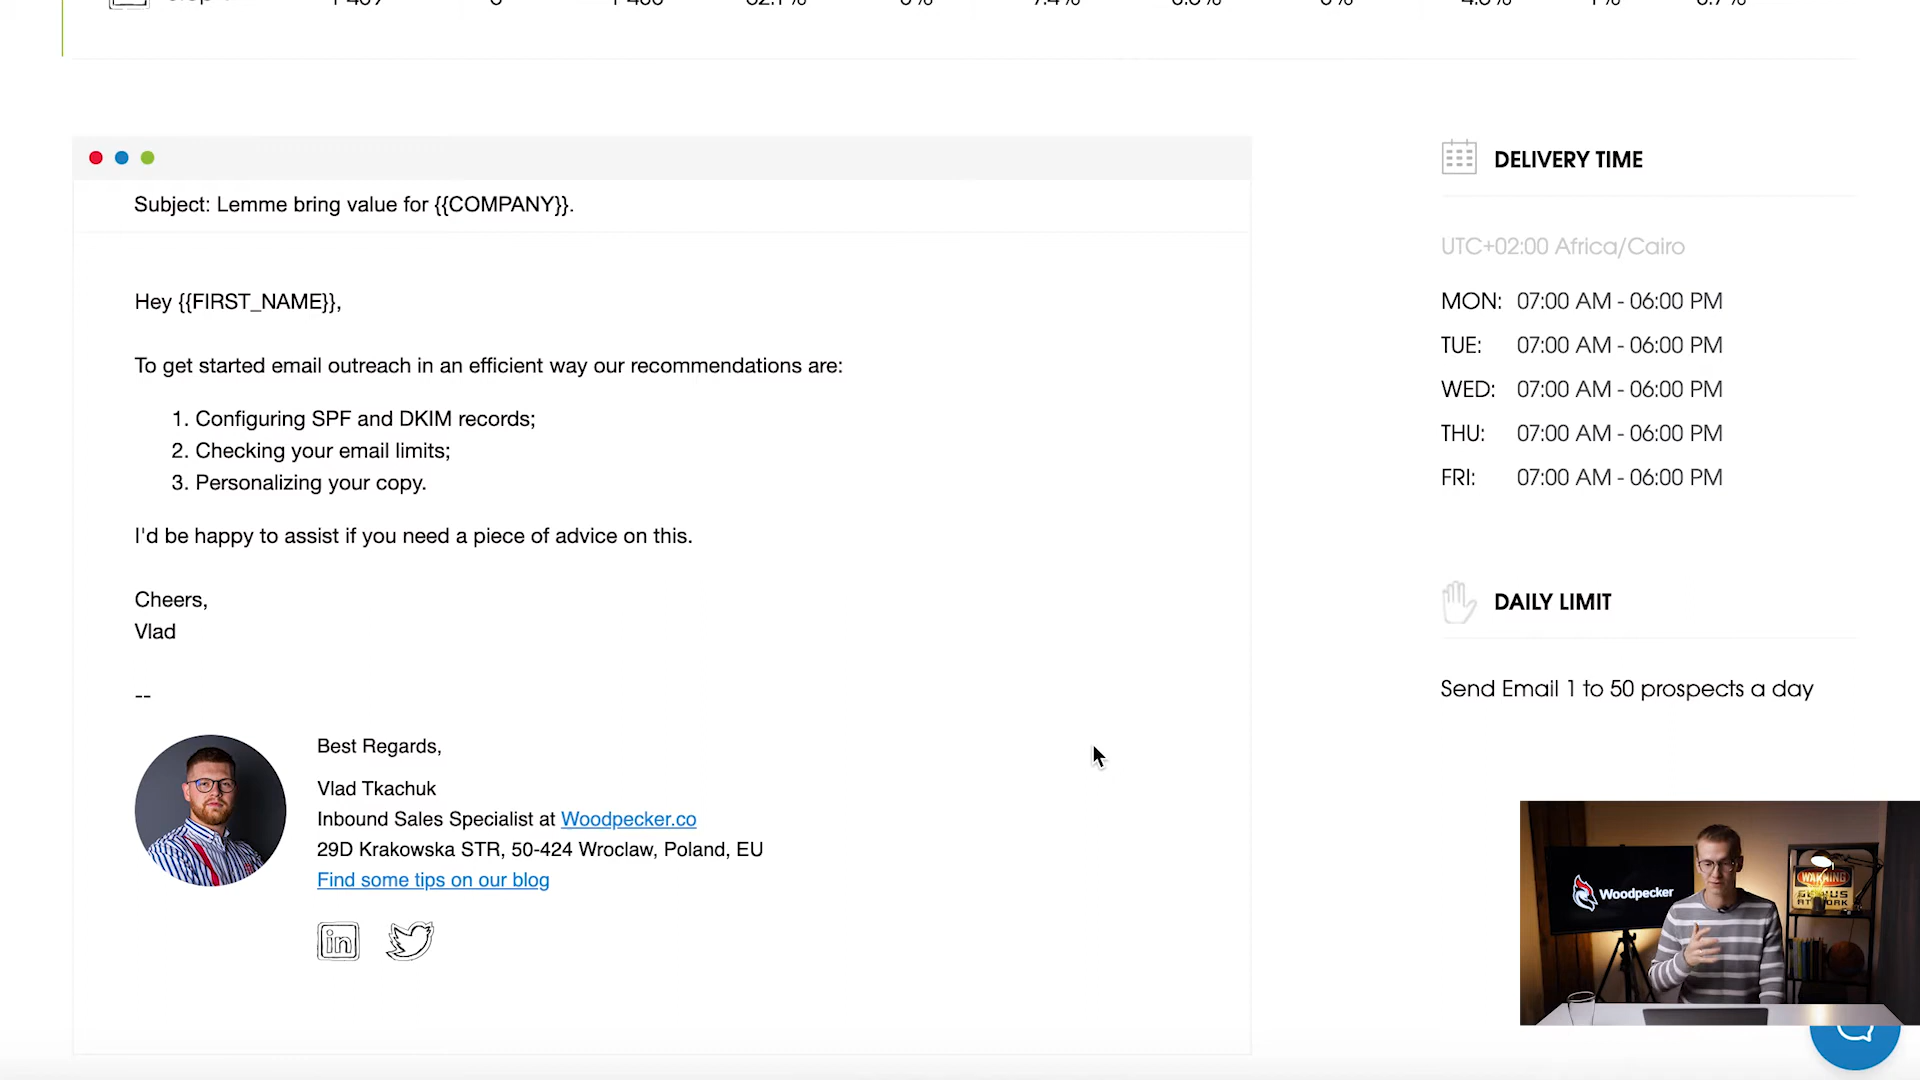 Subject: Lemme bring value for {{COMPANY}}.
Hey {{FIRST_NAME}},
To get started email outreach in an efficient way our recommendations are:
1. Configuring SPF and DKIM records;
2. Checking your email limits;
3. Personalizing your copy.
I'd be happy to assist if you need a piece of advice on this.
Cheers,
Vlad
--
Best Regards,
Vlad Tkachuk
Inbound Sales Specialist at Woodpecker.co
29D Krakowska STR, 50-424 Wroclaw, Poland, EU
Find some tips on our blog
in
DELIVERY TIME
UTC+02:00 Africa/Cairo
MON: 07:00 AM - 06:00 PM
TUE: 07:00 AM - 06:00 PM
WED: 07:00 AM - 06:00 PM
THU: 07:00 AM - 06:00 PM
FRI: 07:00 AM - 06:00 PM
DAILY LIMIT
Send Email 1 to 50 prospects a day
Woodpecker
WARNING